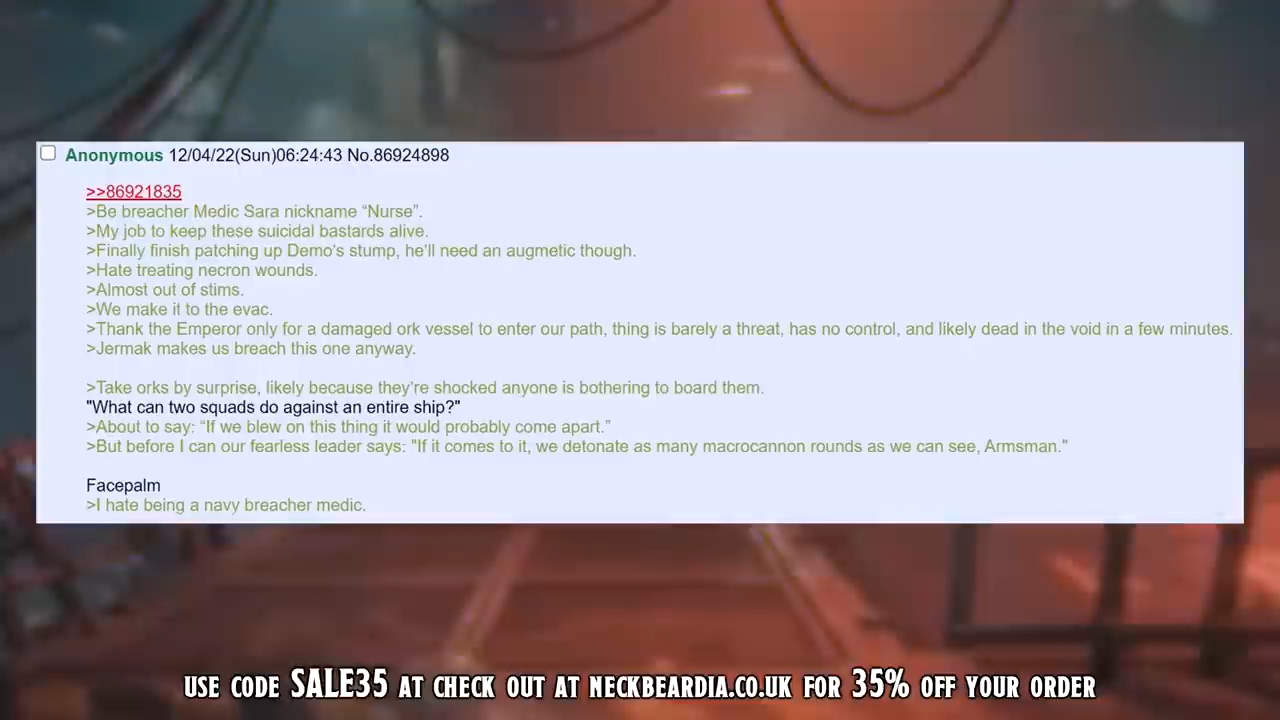 Anonymous 12/04/22(Sun)06:24:43 No.86924898
>>86921835
>Be breacher Medic Sara nickname “Nurse”.
>My job to keep these suicidal bastards alive.
>Finally finish patching up Demo's stump, he'll need an augmetic though.
>Hate treating necron wounds.
>Almost out of stims.
>We make it to the evac.
>Thank the Emperor only for a damaged ork vessel to enter our path, thing is barely a threat, has no control, and likely dead in the void in a few minutes.
>Jermak makes us breach this one anyway.
>Take orks by surprise, likely because they're shocked anyone is bothering to board them.
"What can two squads do against an entire ship?"
>About to say: “If we blew on this thing it would probably come apart.”
>But before I can our fearless leader says: "If it comes to it, we detonate as many macrocannon rounds as we can see, Armsman."
Facepalm
>I hate being a navy breacher medic.
USE CODE SALE35 AT CHECK OUT AT NECKBEARDIA.CO.UK FOR 35% OFF YOUR ORDER